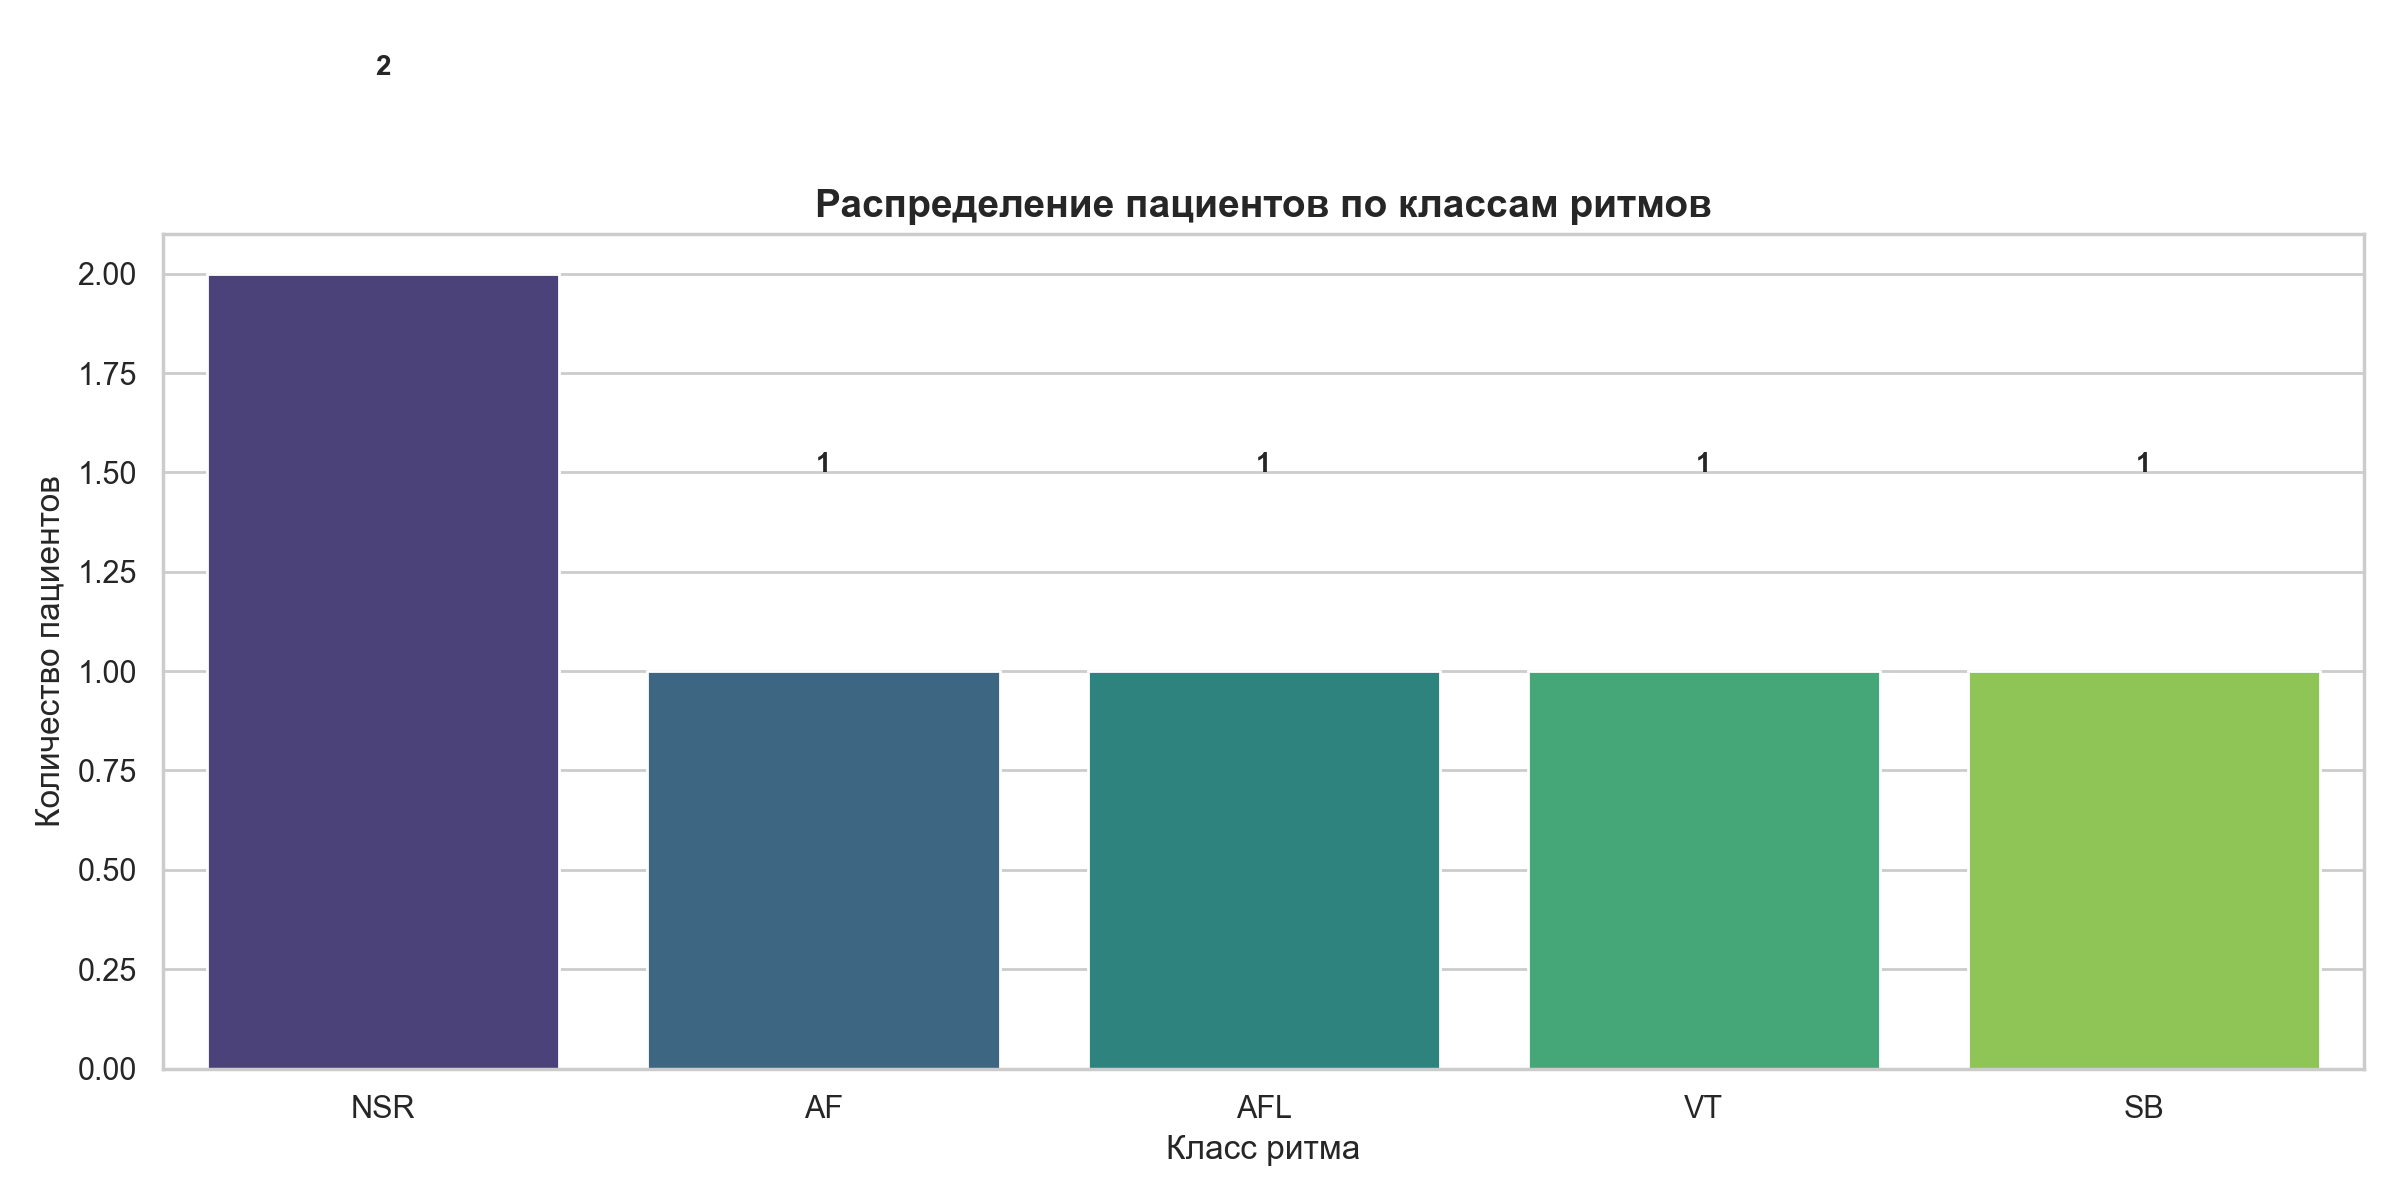 2
Распределение пациентов по классам ритмов
Количество пациентов
2.00
1.75
1.50
1.25
1.00
0.75
0.50
0.25
0.00
1 1 1 1
NSR AF AFL VT SB
Класс ритма